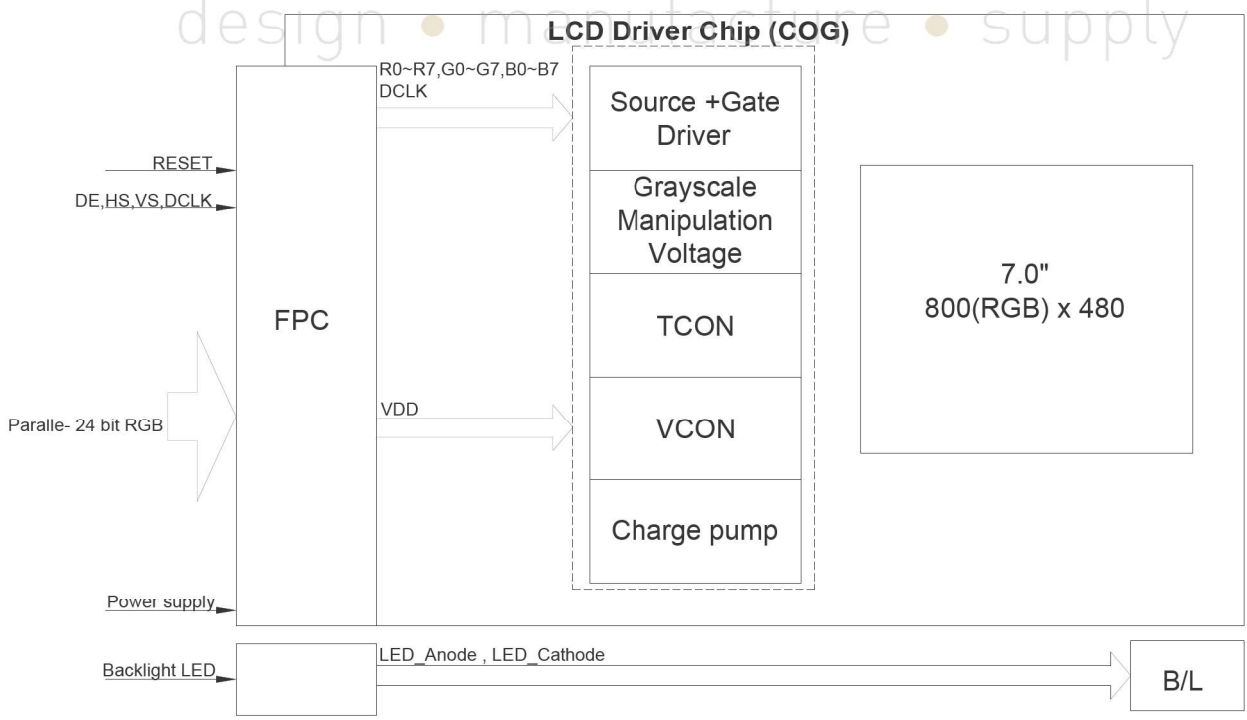 design • manufacture • supply
LCD Driver Chip (COG)
R0~R7,G0~G7,B0~B7
DCLK
Source +Gate
Driver
RESET
DE,HS,VS,DCLK
Grayscale
Manipulation
Voltage
7.0"
800(RGB) x 480
FPC
TCON
VDD
Paralle- 24 bit RGB
VCON
Charge pump
Power supply
LED_Anode , LED_Cathode
Backlight LED
B/L